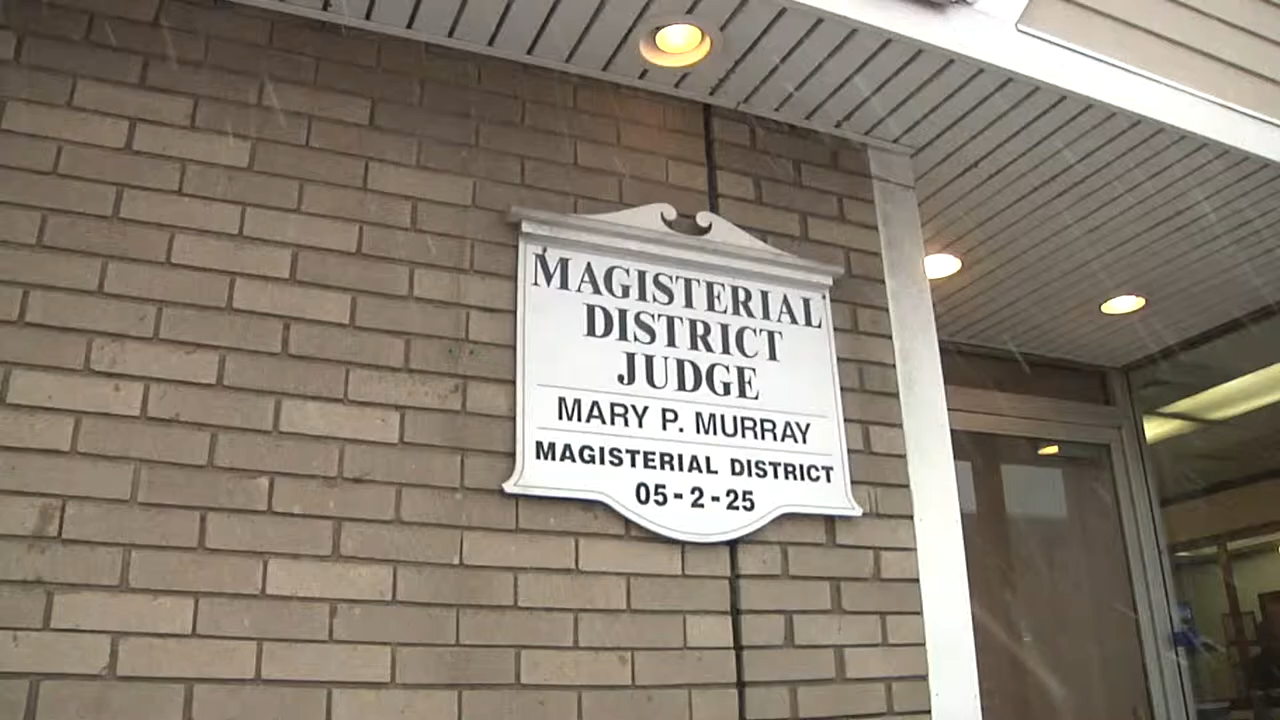 MAGISTERIAL
DISTRICT
JUDGE
MARY P. MURRAY
MAGISTERIAL DISTRICT
05-2-25